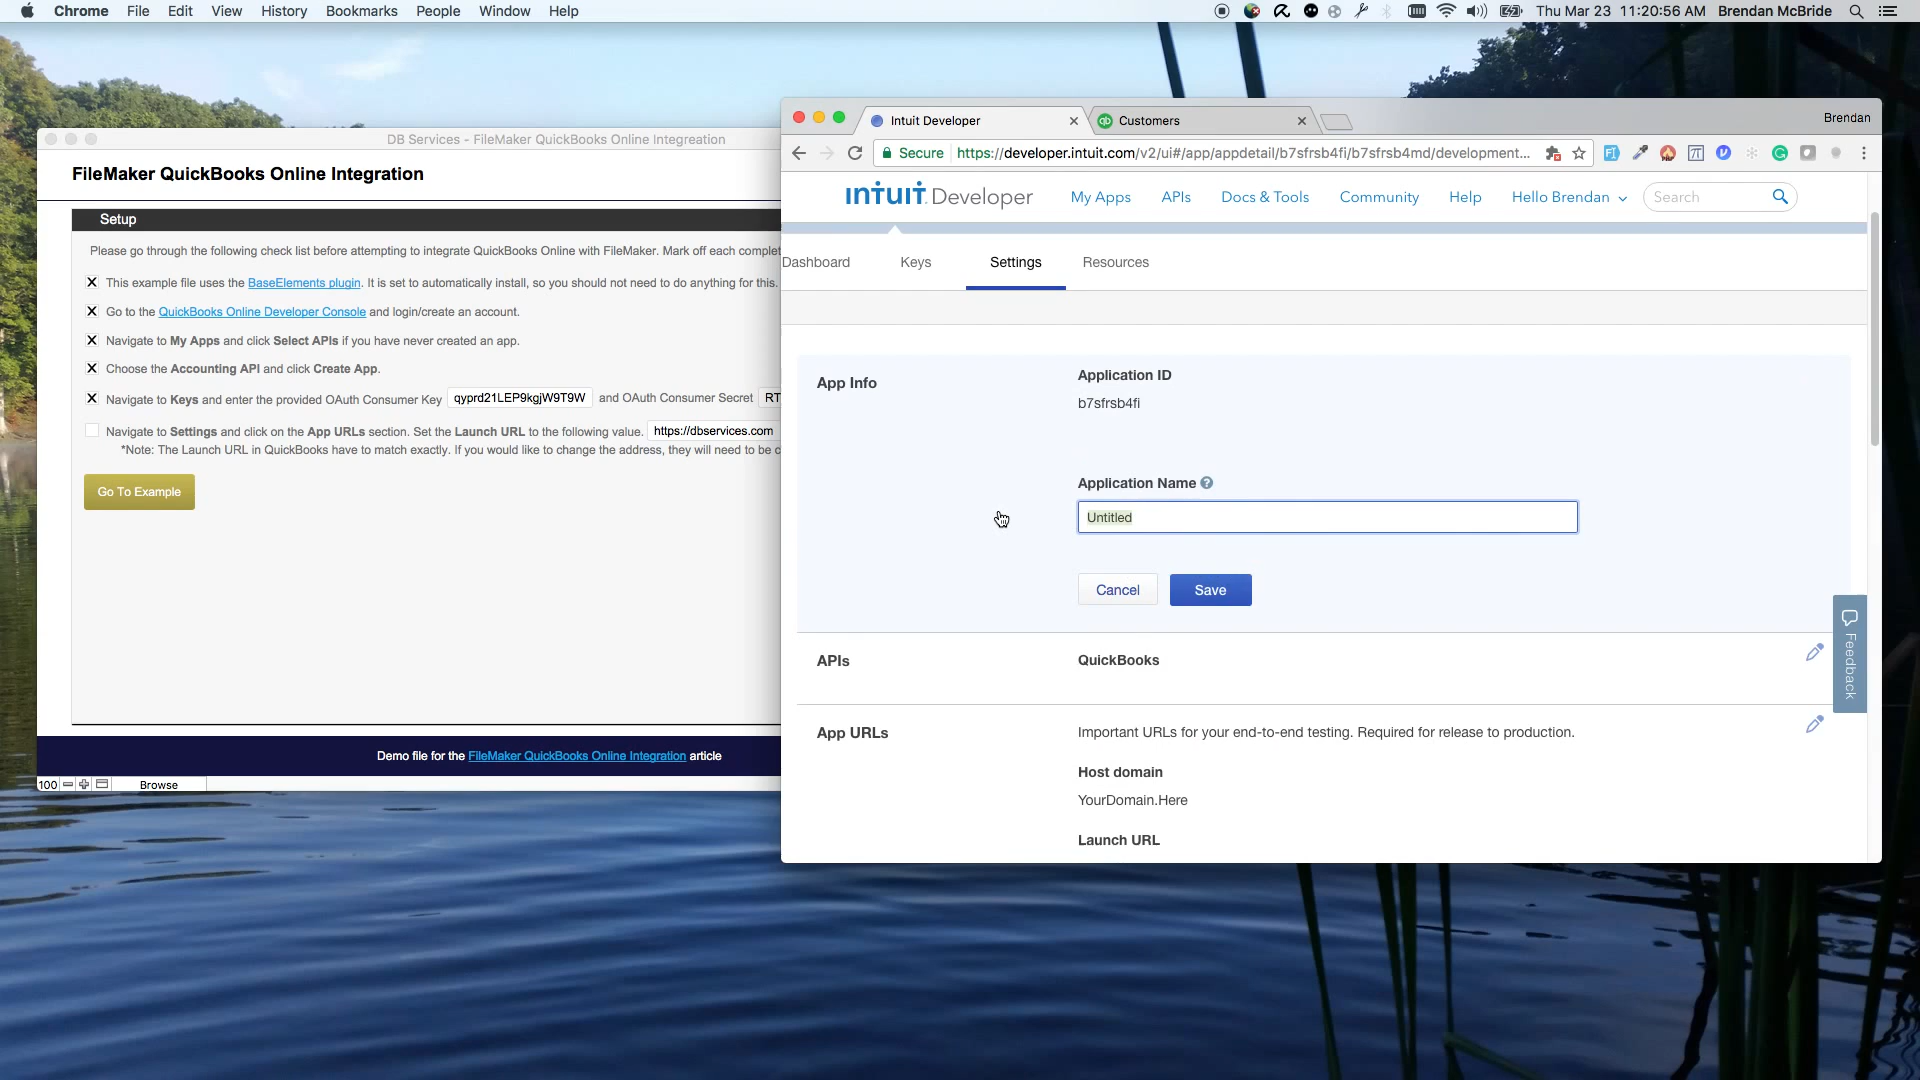 Chrome File Edit View History Bookmarks People Window Help
Thu Mar 23 11:20:56 AM Brendan McBride
DB Services - FileMaker QuickBooks Online Integreation
FileMaker QuickBooks Online Integration
Setup
Please go through the following check list before attempting to integrate QuickBooks Online with FileMaker. Mark off each complet
X This example file uses the BaseElements plugin. It is set to automatically install, so you should not need to do anything for this.
X Go to the QuickBooks Online Developer Console and login/create an account.
X Navigate to My Apps and click Select APIs if you have never created an app.
X Choose the Accounting API and click Create App.
X Navigate to Keys and enter the provided OAuth Consumer Key qyprd21LEP9kgjW9T9W and OAuth Consumer Secret RT
Navigate to Settings and click on the App URLs section. Set the Launch URL to the following value. https://dbservices.com
*Note: The Launch URL in QuickBooks have to match exactly. If you would like to change the address, they will need to be c
Go To Example
Demo file for the FileMaker QuickBooks Online Integration article
100 Browse
Intuit Developer
Customers
Brendan
Secure https://developer.intuit.com/v2/ui#/app/appdetail/b7sfrsb4fi/b7sfrsb4md/development...
intuit Developer My Apps APIs Docs & Tools Community Help Hello Brendan Search
Dashboard Keys Settings Resources
App Info
Application ID
b7sfrsb4fi
Application Name ?
Untitled
Cancel Save
APIs QuickBooks
App URLs Important URLs for your end-to-end testing. Required for release to production.
Host domain
YourDomain.Here
Launch URL
Feedback